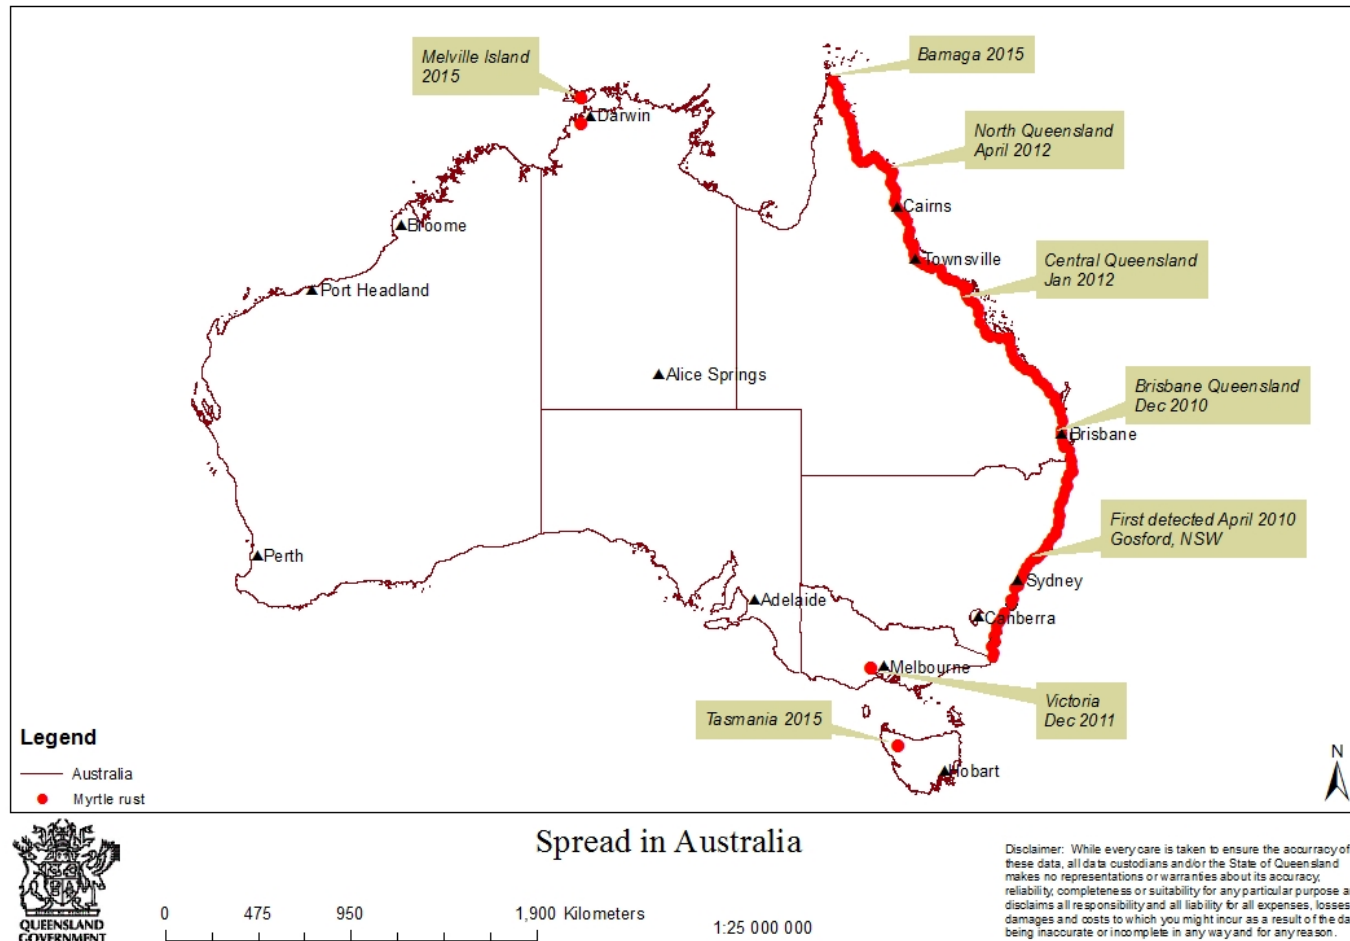 Melville Island
2015
Bamaga 2015
Darwin
North Queensland
April 2012
Cairns
Broome
Townsville
Central Queensland
Jan 2012
Port Headland
Alice Springs
Brisbane Queensland
Dec 2010
Brisbane
First detected April 2010
Gosford, NSW
Perth
Sydney
Adelaide
Canberra
Melbourne
Victoria
Dec 2011
Tasmania 2015
Hobart
Legend
Australia
Myrtle rust
N
Spread in Australia
QUEENSLAND
GOVERNMENT
0 475 950 1,900 Kilometers
1:25 000 000
Disclaimer: While every care is taken to ensure the accurracy of
these data, all data custodians and/or the State of Queensland
makes no representations or warranties about its accuracy,
reliability, completeness or suitability for any particular purpose a
disclaims all responsibility and all liability for all expenses, losses
damages and costs to which you might incur as a result of the da
being inaccurate or incomplete in any way and for any reason.